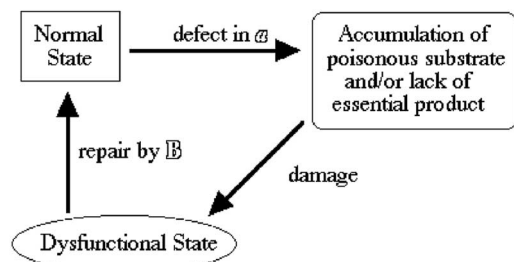 Normal
State
defect in 𝕒
Accumulation of
poisonous substrate
and/or lack of
essential product
repair by 𝔹
damage
Dysfunctional State